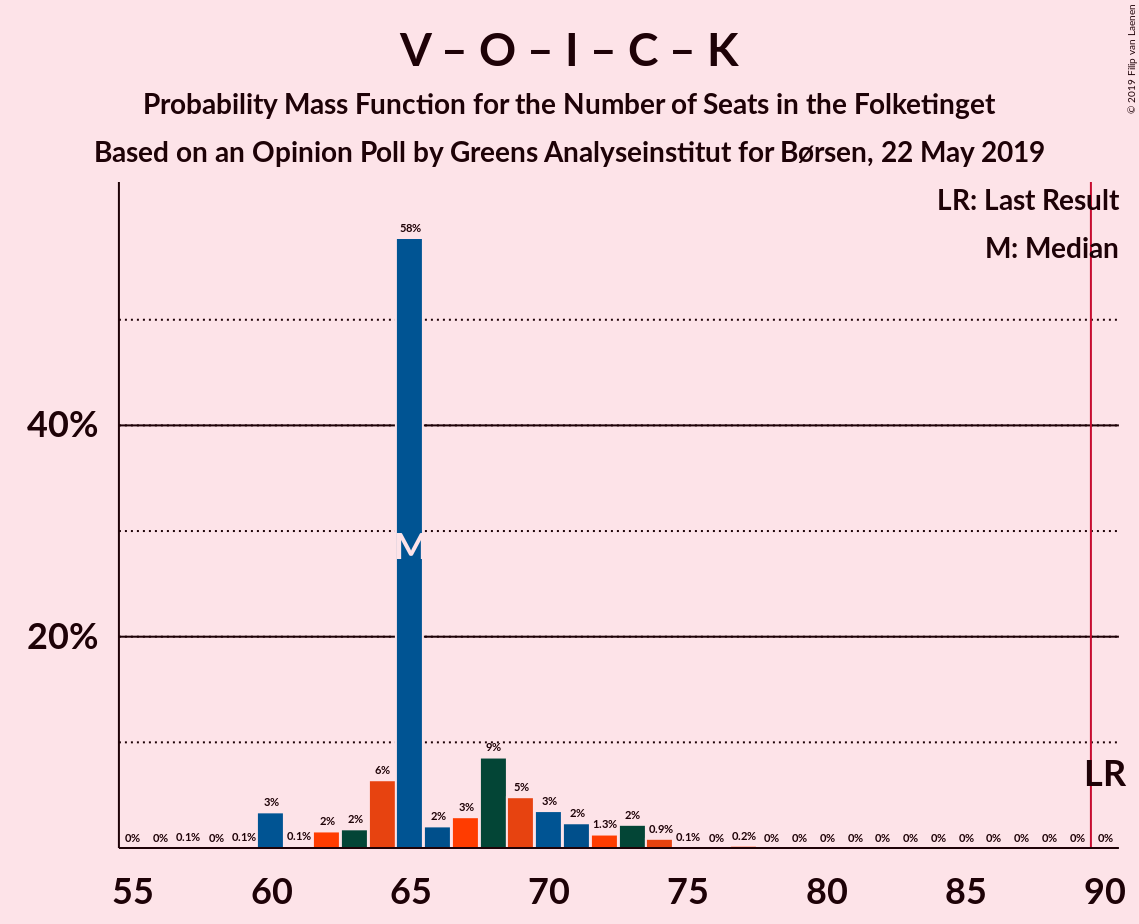 V – O – I – C – K
Probability Mass Function for the Number of Seats in the Folketinget
Based on an Opinion Poll by Greens Analyseinstitut for Børsen, 22 May 2019
© 2019 Filip van Laenen
LR: Last Result
M: Median
58%
40%
M
20%
LR
0% 0% 0.1% 0% 0.1% 3% 0.1% 2% 2% 6% 2% 3% 9% 5% 3% 2% 1.3% 2% 0.9% 0.1% 0% 0.2% 0% 0% 0% 0% 0% 0% 0% 0% 0% 0% 0% 0% 0%
55 60 65 70 75 80 85 90